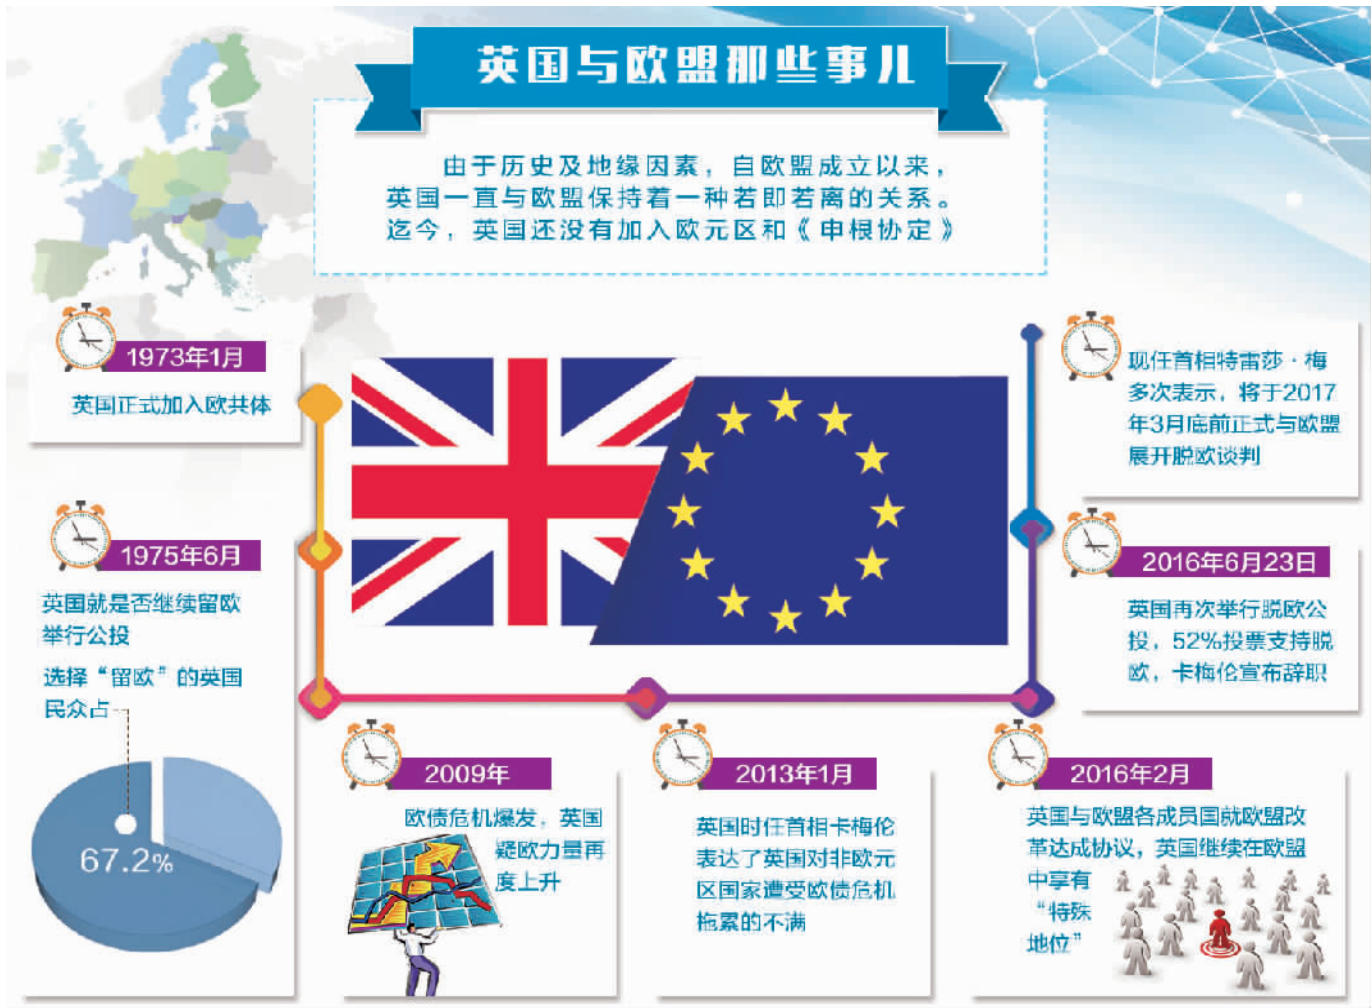 英国与欧盟那些事儿
由于历史及地缘因素，自欧盟成立以来，
英国一直与欧盟保持着一种若即若离的关系。
迄今，英国还没有加入欧元区和《申根协定》
1973年1月
英国正式加入欧共体
1975年6月
英国就是否继续留欧
举行公投
选择“留欧”的英国
民众占
67.2%
2009年
欧债危机爆发，英国
疑欧力量再
度上升
2013年1月
英国时任首相卡梅伦
表达了英国对非欧元
区国家遭受欧债危机
拖累的不满
2016年2月
英国与欧盟各成员国就欧盟改
革达成协议，英国继续在欧盟
中享有
“特殊
地位”
2016年6月23日
英国再次举行脱欧公
投，52%投票支持脱
欧，卡梅伦宣布辞职
现任首相特雷莎·梅
多次表示，将于2017
年3月底前正式与欧盟
展开脱欧谈判